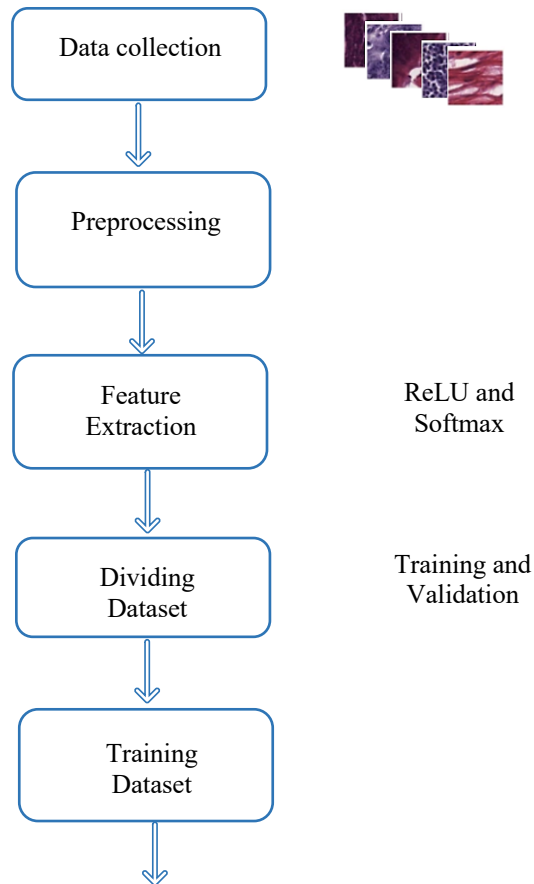 Data collection
Preprocessing
Feature
Extraction
ReLU and
Softmax
Dividing
Dataset
Training and
Validation
Training
Dataset